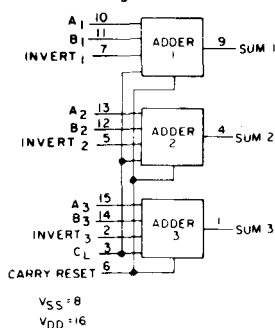 A1 10
B1 11
INVERT1 7
ADDER 1
9 SUM 1
A2 13
B2 12
INVERT2 5
ADDER 2
4 SUM 2
A3 15
B3 14
INVERT3 2
CL 3
ADDER 3
1 SUM 3
CARRY RESET 6
VSS = 8
VDD = 16